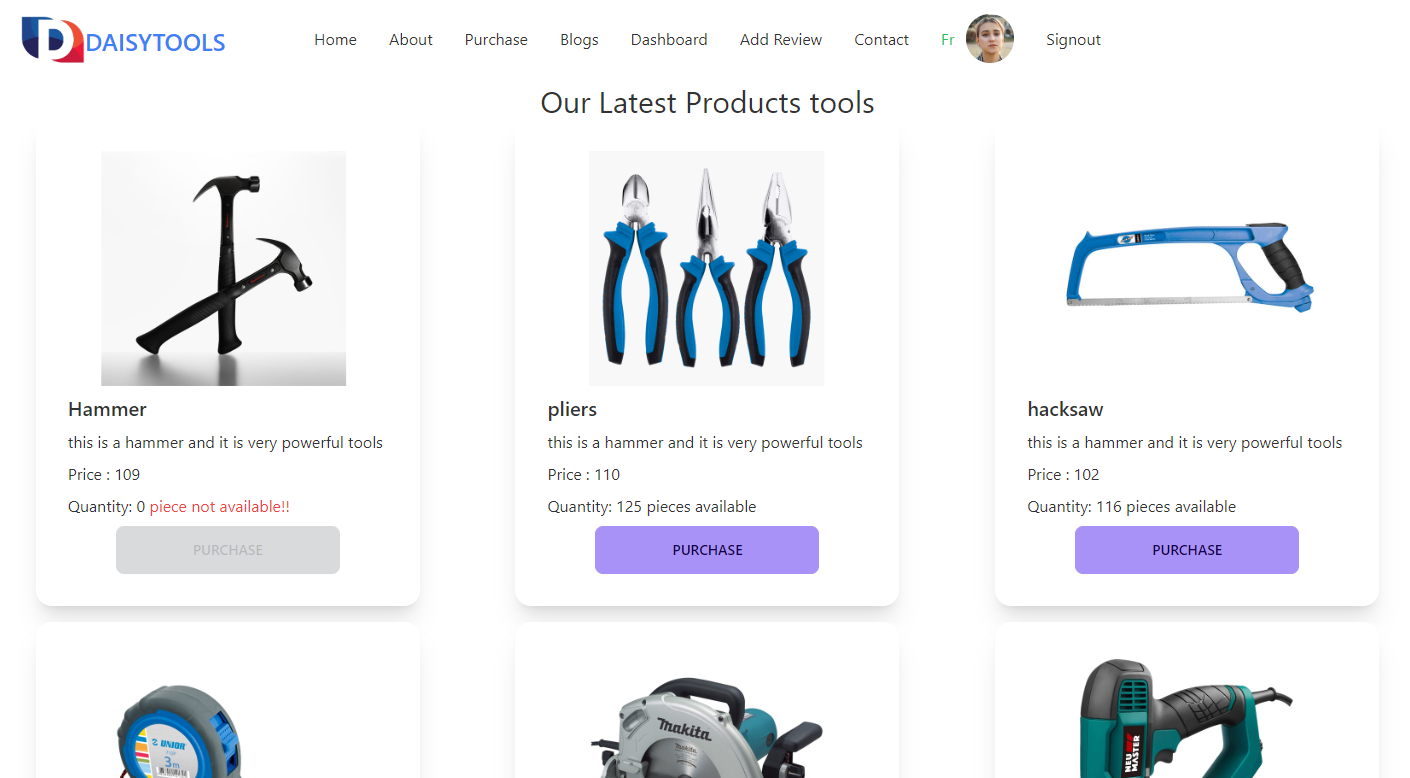 DAISYTOOLS
Home About Purchase Blogs Dashboard Add Review Contact Fr Signout
Our Latest Products tools
Hammer
this is a hammer and it is very powerful tools
Price : 109
Quantity: 0 piece not available!!
PURCHASE
pliers
this is a hammer and it is very powerful tools
Price : 110
Quantity: 125 pieces available
PURCHASE
hacksaw
this is a hammer and it is very powerful tools
Price : 102
Quantity: 116 pieces available
PURCHASE
UNIOR
3m
makita
NEU
MASTER